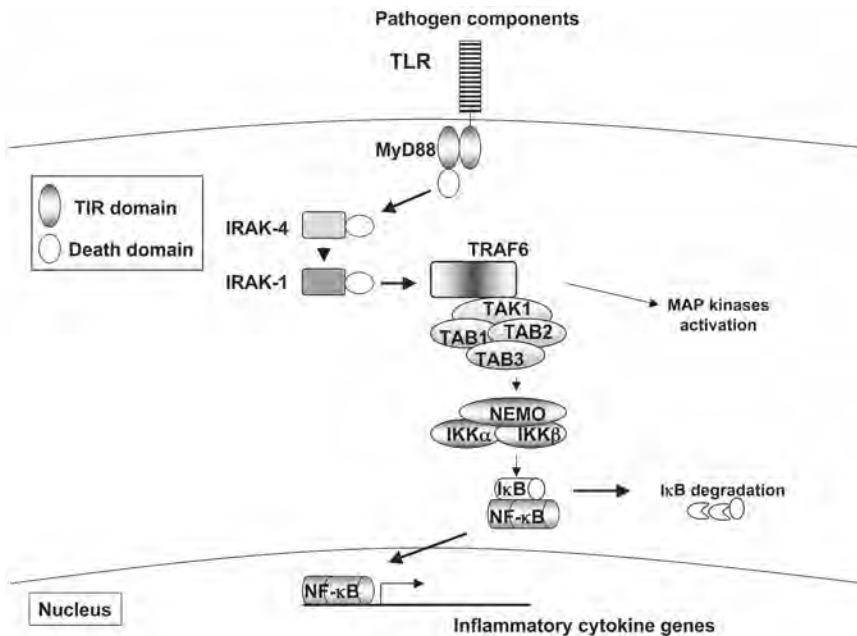 Pathogen components
TLR
MyD88
TIR domain
Death domain
IRAK-4
IRAK-1
TRAF6
TAK1
TAB1
TAB2
TAB3
MAP kinases
activation
NEMO
IKKα
IKKβ
IκB
NF-κB
IκB degradation
NF-κB
Nucleus
Inflammatory cytokine genes